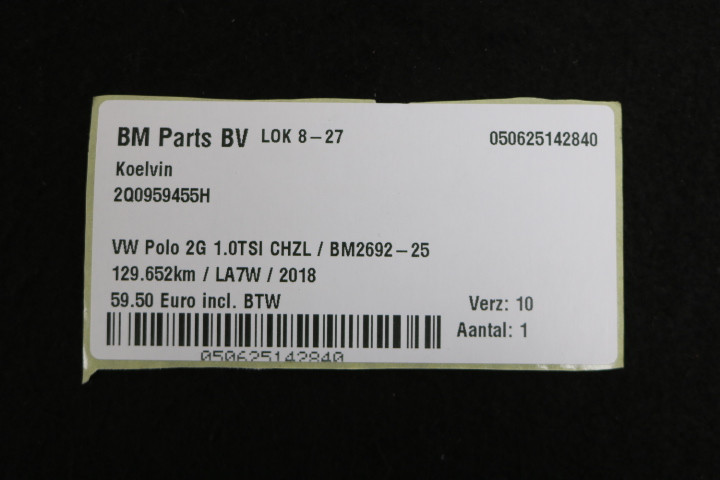 BM Parts BV LOK 8-27 050625142840
Koelvin
2Q0959455H
VW Polo 2G 1.0TSI CHZL / BM2692-25
129.652km / LA7W / 2018
59.50 Euro incl. BTW Verz: 10
Aantal: 1
050625142840